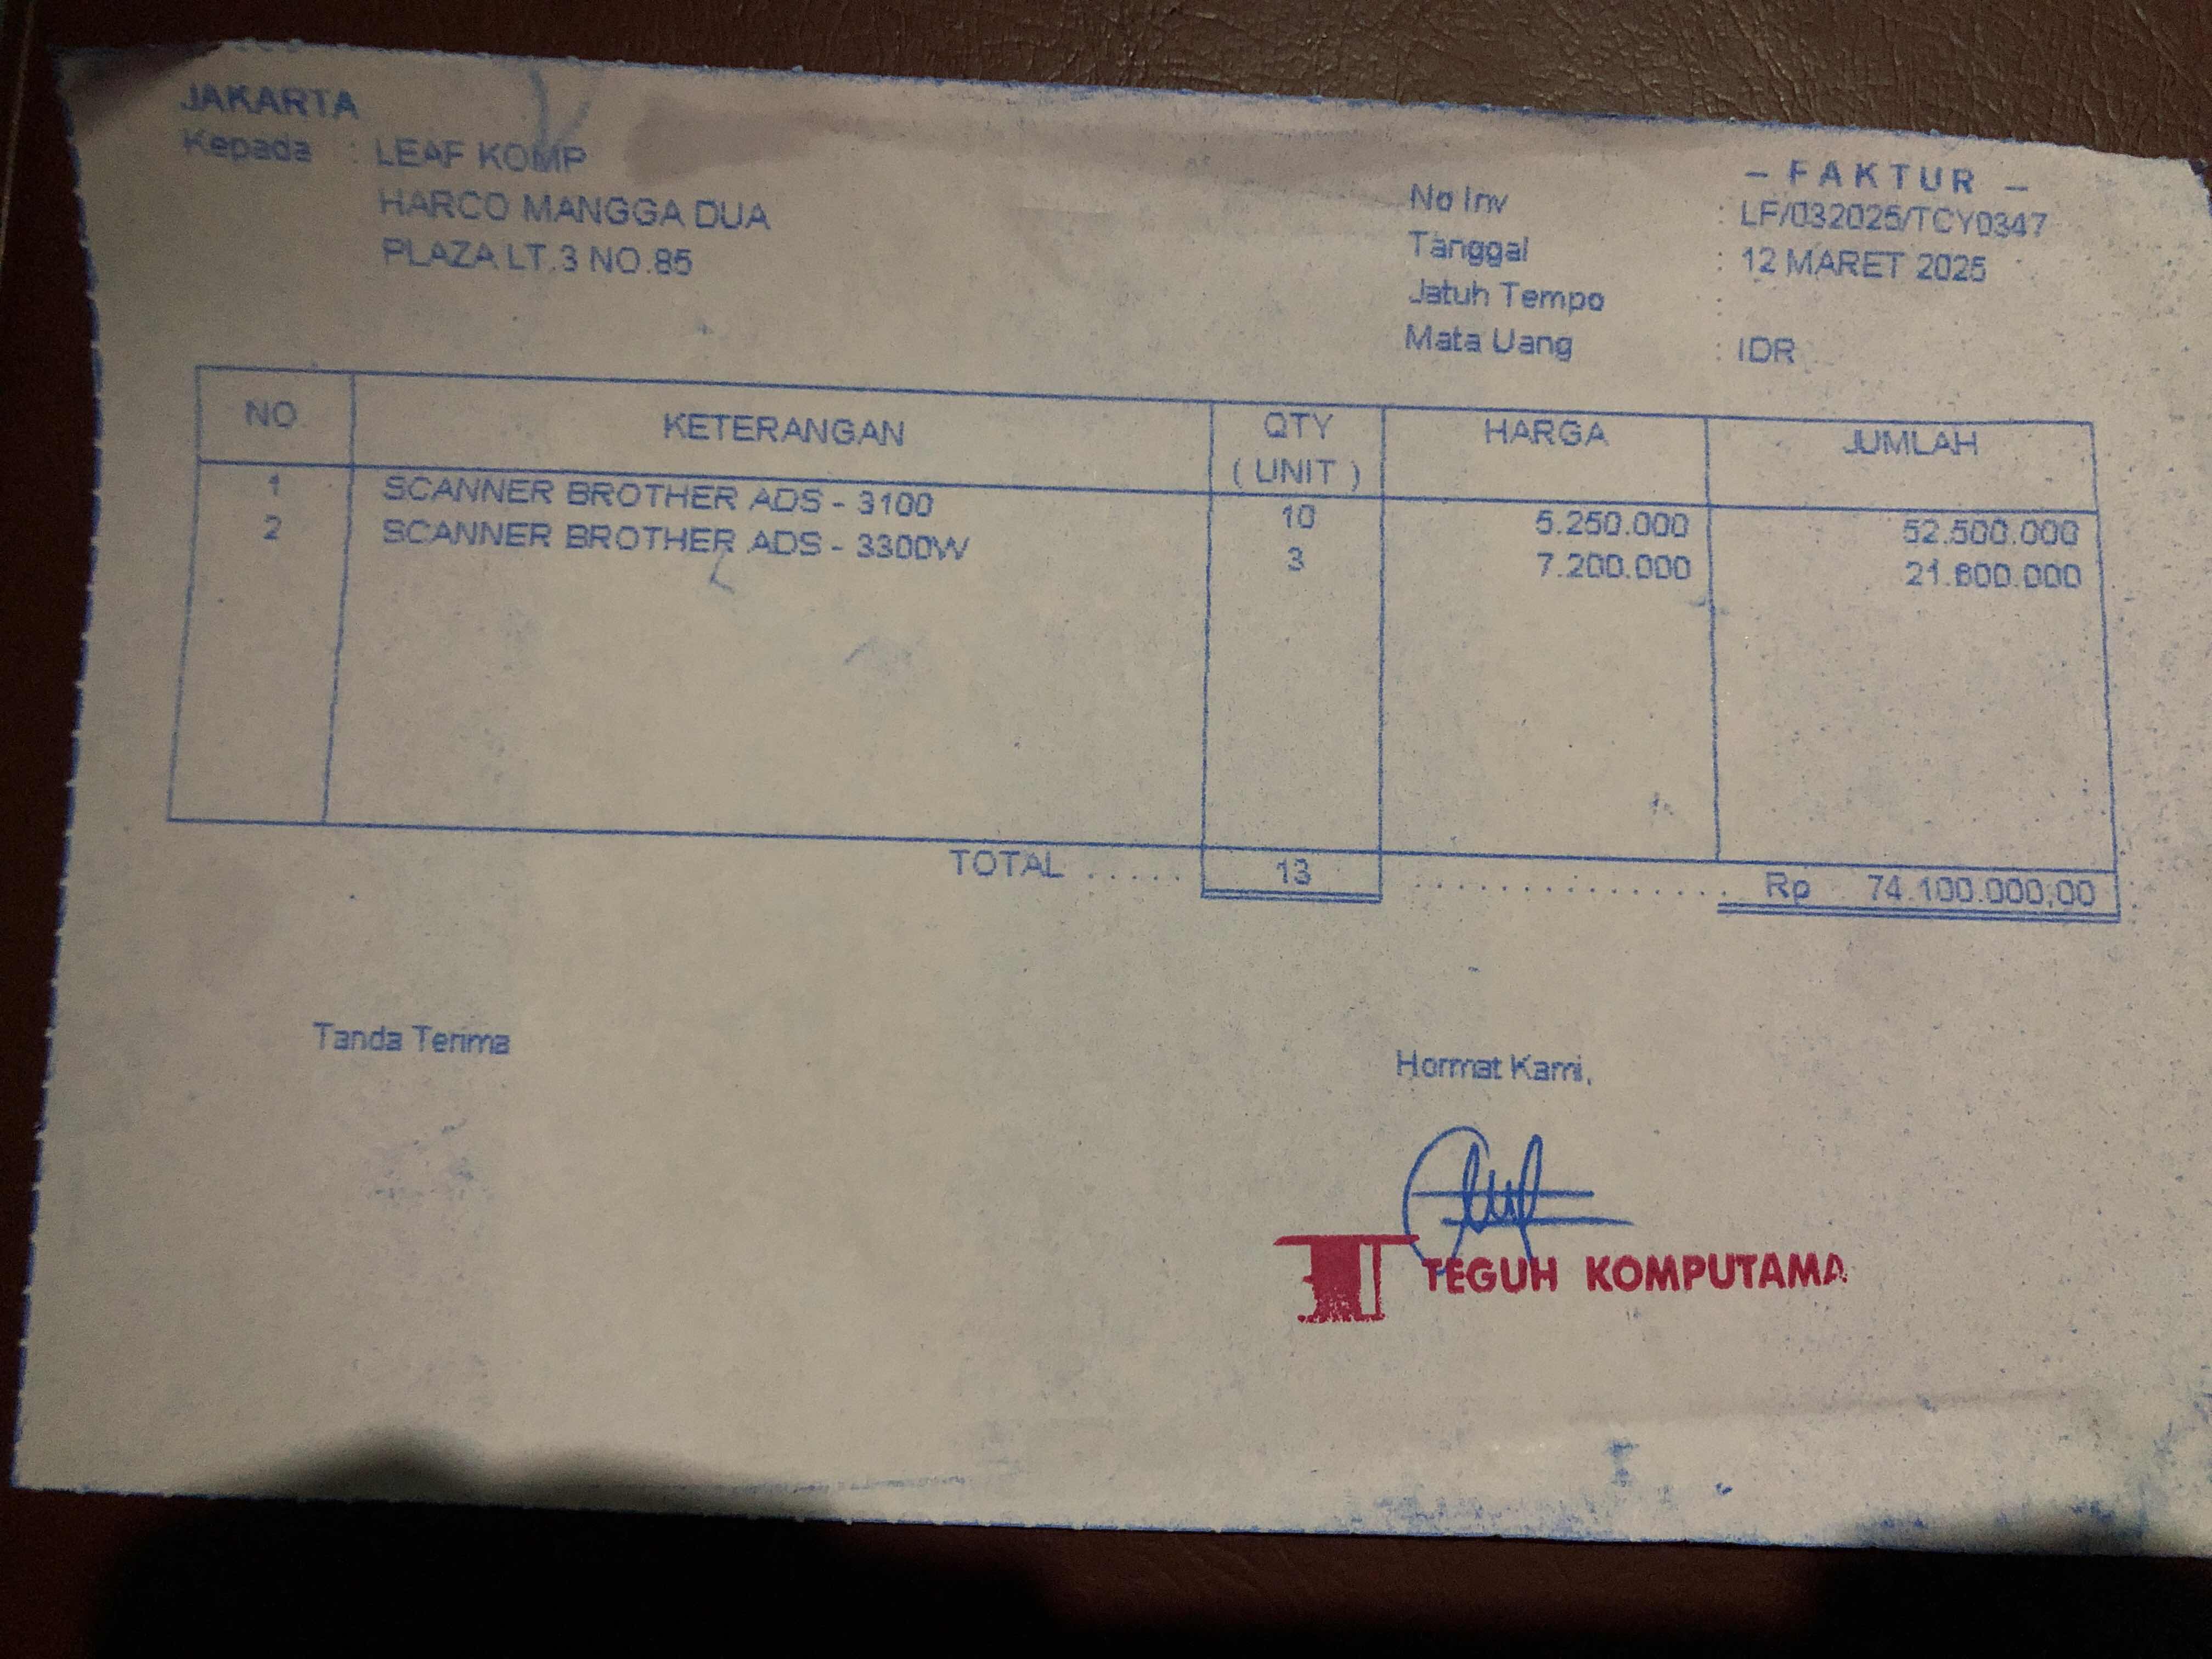 JAKARTA
Kepada : LEAF KOMP
HARCO MANGGA DUA
PLAZA LT.3 NO.85
- FAKTUR -
No Inv : LF/032025/TCY0347
Tanggal : 12 MARET 2025
Jatuh Tempo :
Mata Uang : IDR
NO KETERANGAN QTY ( UNIT ) HARGA JUMLAH
1 SCANNER BROTHER ADS - 3100 10 5.250.000 52.500.000
2 SCANNER BROTHER ADS - 3300W 3 7.200.000 21.600.000
TOTAL ..... 13 ............... Rp 74.100.000,00
Tanda Terima
Hormat Kami,
TEGUH KOMPUTAMA